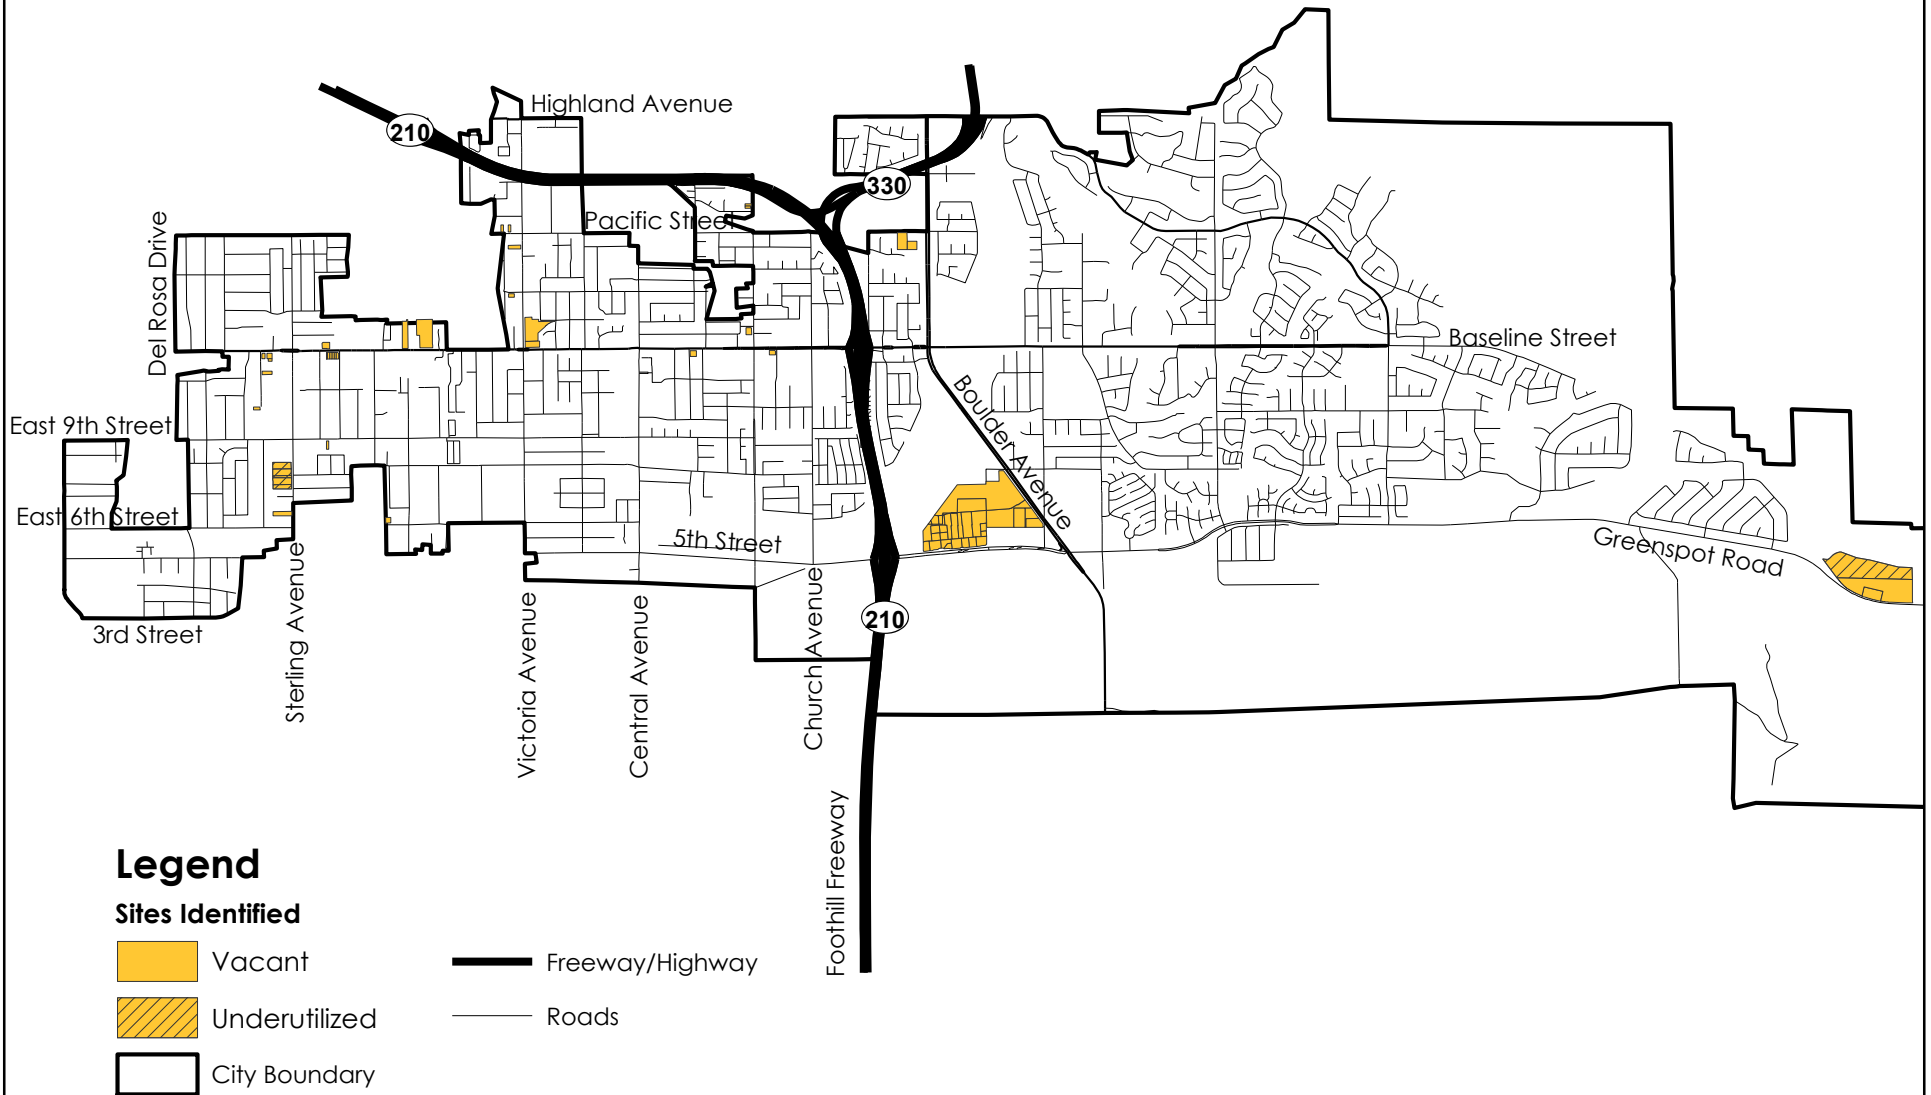 Highland Avenue
210
330
Pacific Street
Del Rosa Drive
Baseline Street
Boulder Avenue
East 9th Street
East 6th Street
5th Street
Greenspot Road
3rd Street
Sterling Avenue
Victoria Avenue
Central Avenue
Church Avenue
210
Foothill Freeway
Legend
Sites Identified
Vacant
Freeway/Highway
Underutilized
Roads
City Boundary